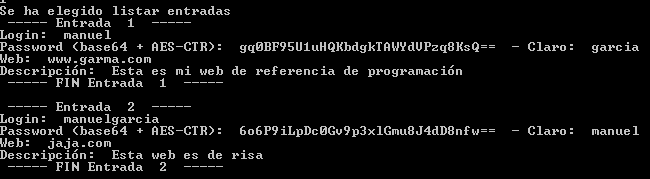 Se ha elegido listar entradas
----- Entrada 1 -----
Login: manuel
Password (base64 + AES-CTR): gq0BF95U1uHQKbdgkTAWYdVPzq8KsQ== - Claro: garcia
Web: www.garma.com
Descripción: Esta es mi web de referencia de programación
----- FIN Entrada 1 -----
----- Entrada 2 -----
Login: manuelgarcia
Password (base64 + AES-CTR): 6o6P9iLpDc0Gv9p3xlGmu8J4dD8nfw== - Claro: manuel
Web: jaja.com
Descripción: Esta web es de risa
----- FIN Entrada 2 -----